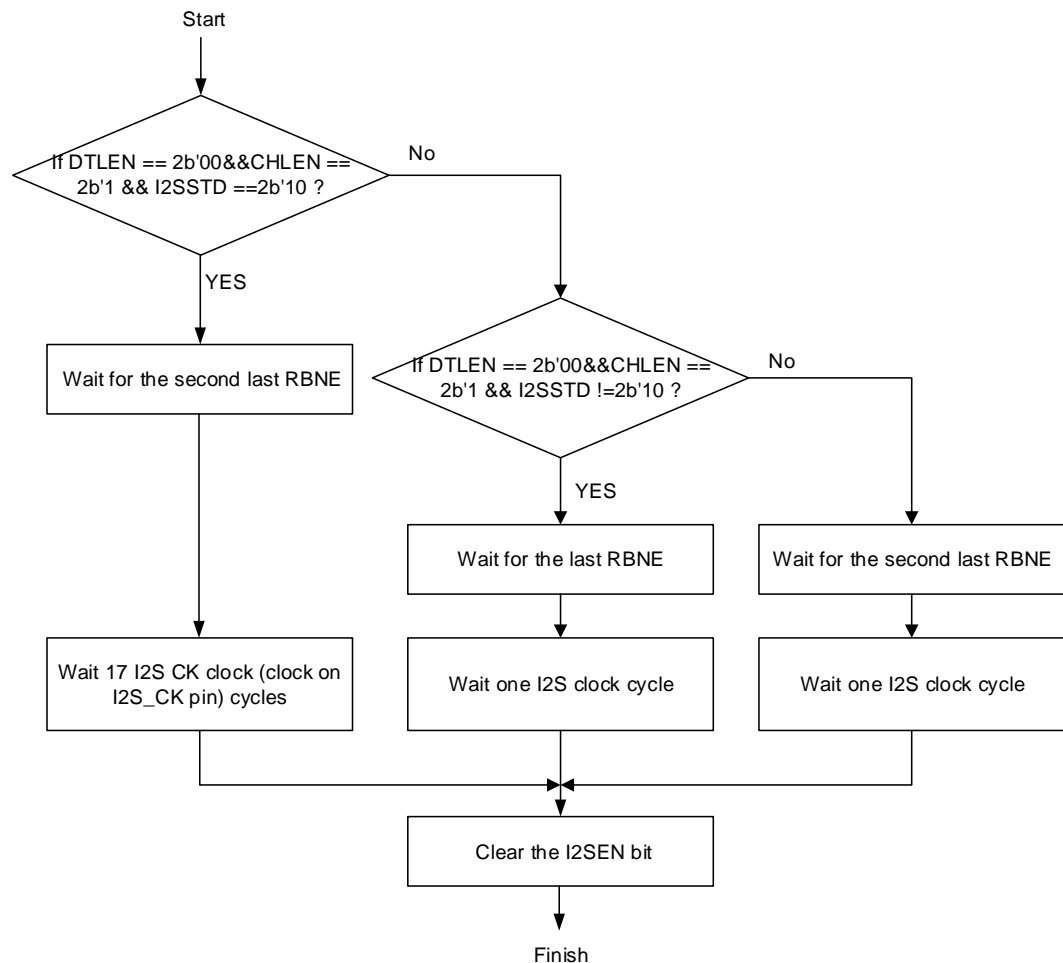 Start
If DTLEN == 2b'00&&CHLEN ==
2b'1 && I2SSTD ==2b'10 ?
No
YES
Wait for the second last RBNE
If DTLEN == 2b'00&&CHLEN ==
2b'1 && I2SSTD !=2b'10 ?
No
YES
Wait for the last RBNE
Wait for the second last RBNE
Wait 17 I2S CK clock (clock on
I2S_CK pin) cycles
Wait one I2S clock cycle
Wait one I2S clock cycle
Clear the I2SEN bit
Finish